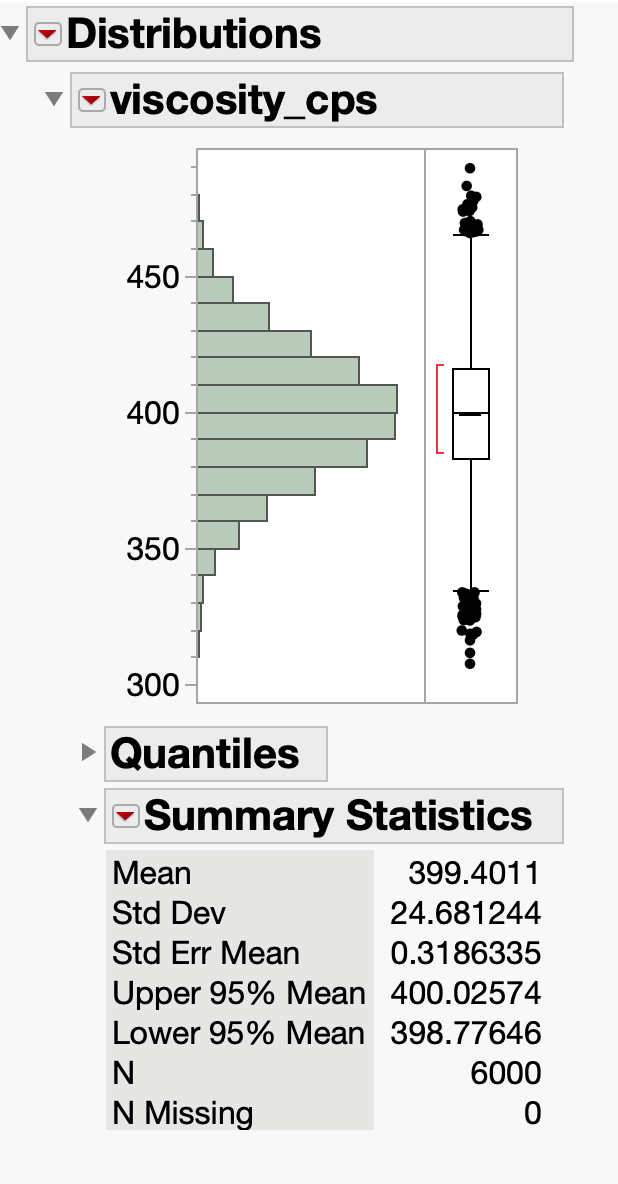 Distributions
viscosity_cps
450
400
350
300
Quantiles
Summary Statistics
Mean 399.4011
Std Dev 24.681244
Std Err Mean 0.3186335
Upper 95% Mean 400.02574
Lower 95% Mean 398.77646
N 6000
N Missing 0